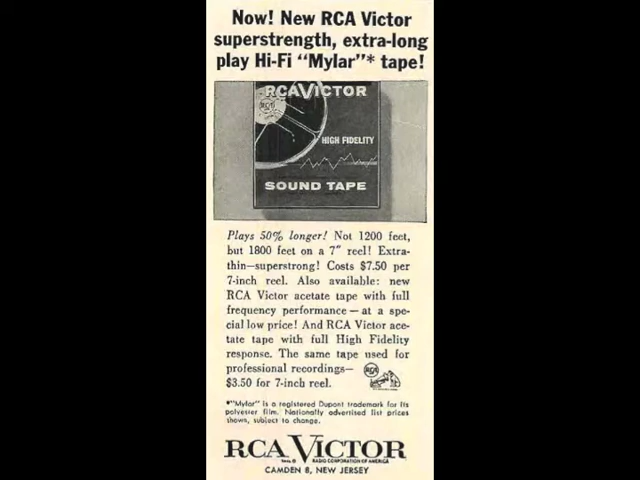 Now! New RCA Victor
superstrength, extra-long
play Hi-Fi “Mylar”* tape!
RCA VICTOR
HIGH FIDELITY
SOUND TAPE
Plays 50% longer! Not 1200 feet,
but 1800 feet on a 7" reel! Extra-
thin—superstrong! Costs $7.50 per
7-inch reel. Also available: new
RCA Victor acetate tape with full
frequency performance—at a spe-
cial low price! And RCA Victor ace-
tate tape with full High Fidelity
response. The same tape used for
professional recordings—
$3.50 for 7-inch reel.
RCA
*“Mylar” is a registered Dupont trademark for its
polyester film. Nationally advertised list prices
shown, subject to change.
RCA VICTOR
RADIO CORPORATION OF AMERICA
CAMDEN 8, NEW JERSEY